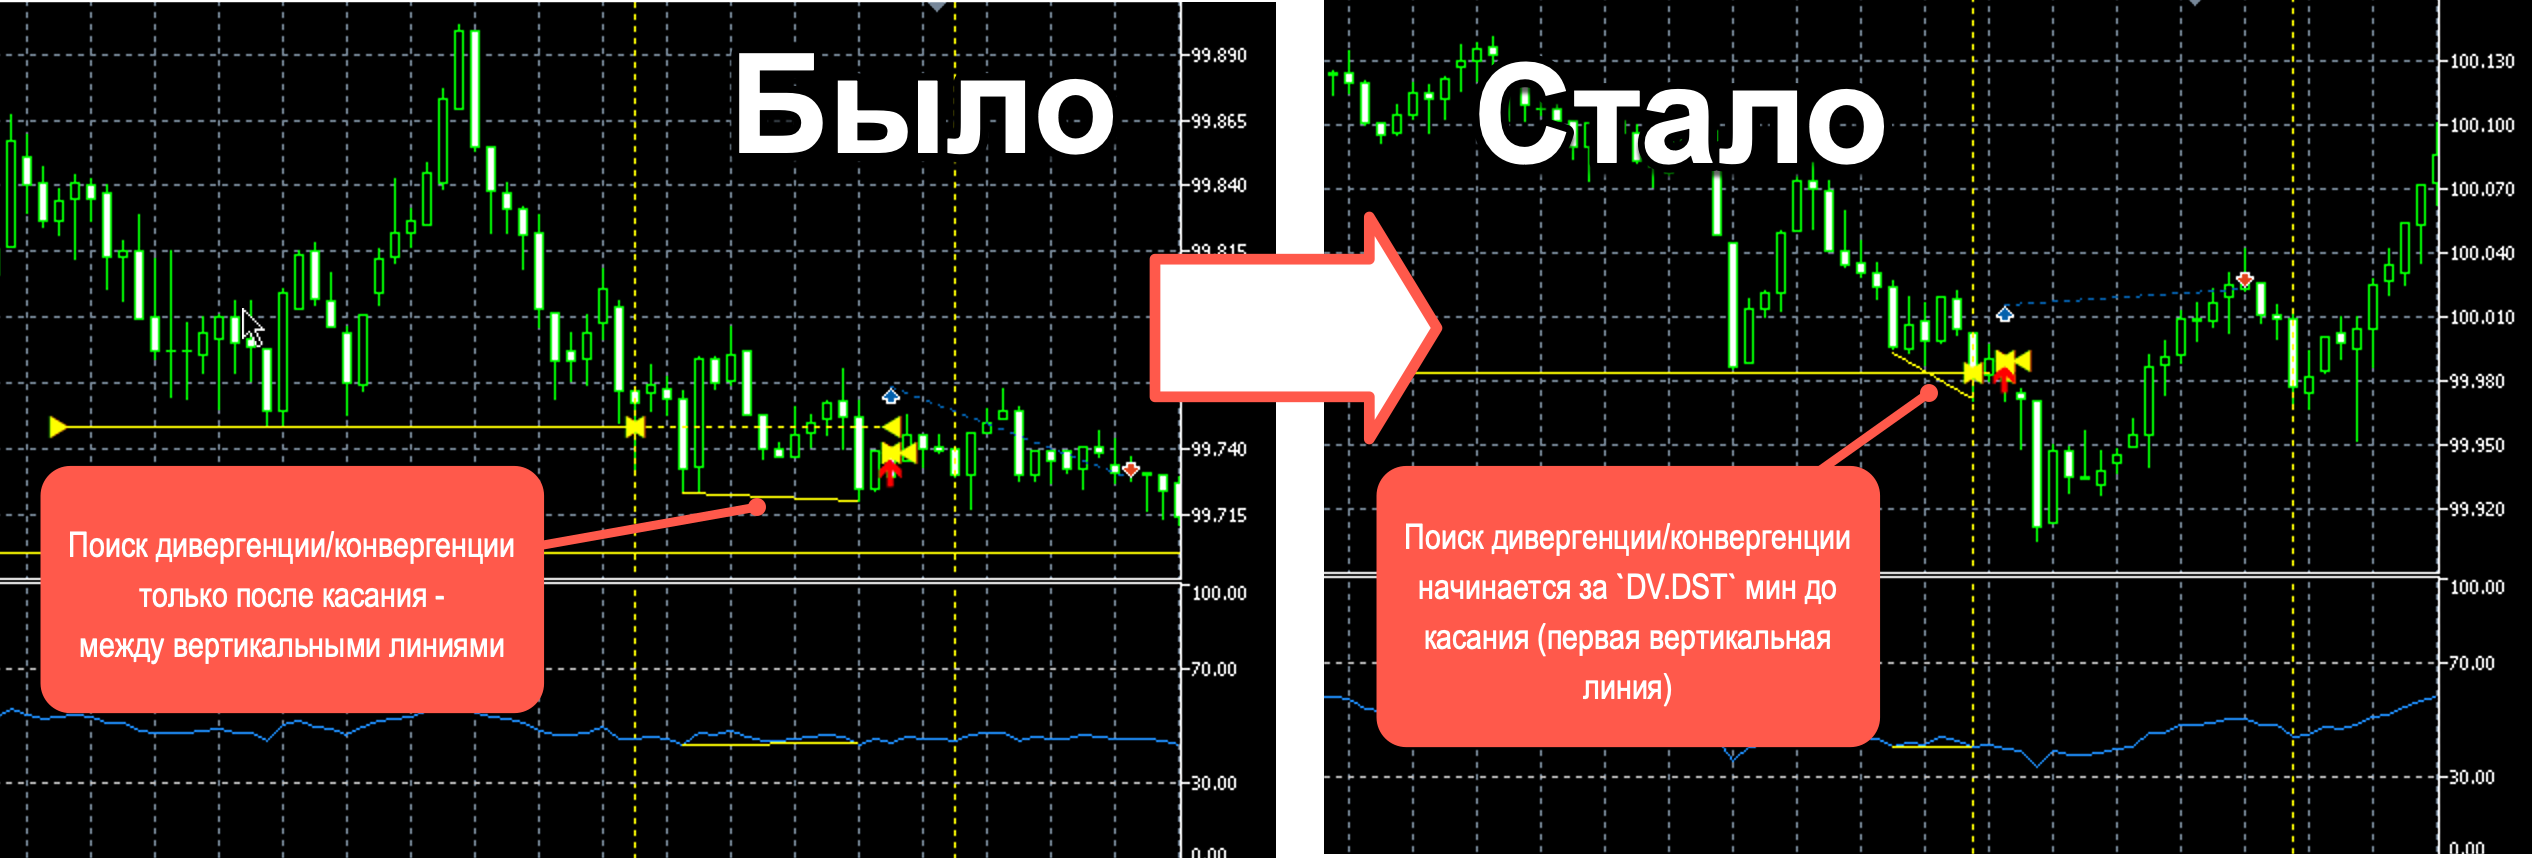 Было
99.890
99.865
99.840
99.815
99.740
99.715
Поиск дивергенции/конвергенции
только после касания -
между вертикальными линиями
100.00
70.00
30.00
0.00
Стало
100.130
100.100
100.070
100.040
100.010
99.980
99.950
99.920
Поиск дивергенции/конвергенции
начинается за `DV.DST` мин до
касания (первая вертикальная
линия)
100.00
70.00
30.00
0.00